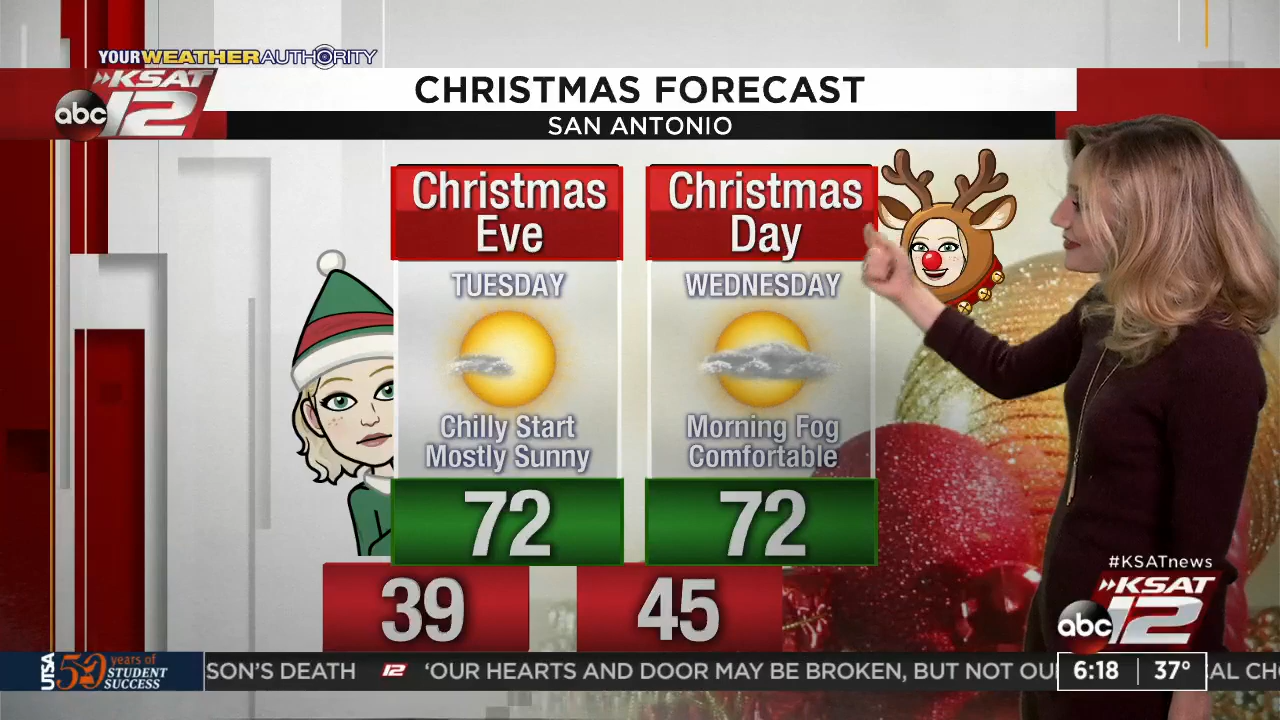 YOUR WEATHER AUTHORITY
KSAT
abc 12
CHRISTMAS FORECAST
SAN ANTONIO
Christmas Eve
TUESDAY
Chilly Start
Mostly Sunny
72
39
Christmas Day
WEDNESDAY
Morning Fog
Comfortable
72
45
#KSATnews
KSAT
abc 12
UTSA 50 years of STUDENT SUCCESS
SON'S DEATH 12 'OUR HEARTS AND DOOR MAY BE BROKEN, BUT NOT OU
6:18 37°
AL CH